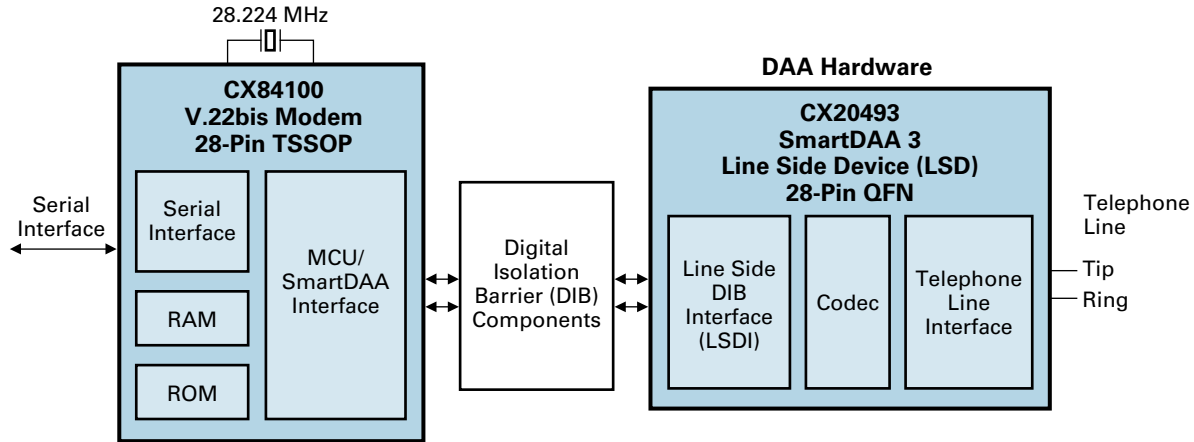 28.224 MHz
CX84100
V.22bis Modem
28-Pin TSSOP
Serial
Interface
Serial
Interface
RAM
ROM
MCU/
SmartDAA
Interface
Digital
Isolation
Barrier (DIB)
Components
DAA Hardware
CX20493
SmartDAA 3
Line Side Device (LSD)
28-Pin QFN
Line Side
DIB
Interface
(LSDI)
Codec
Telephone
Line
Interface
Telephone
Line
Tip
Ring